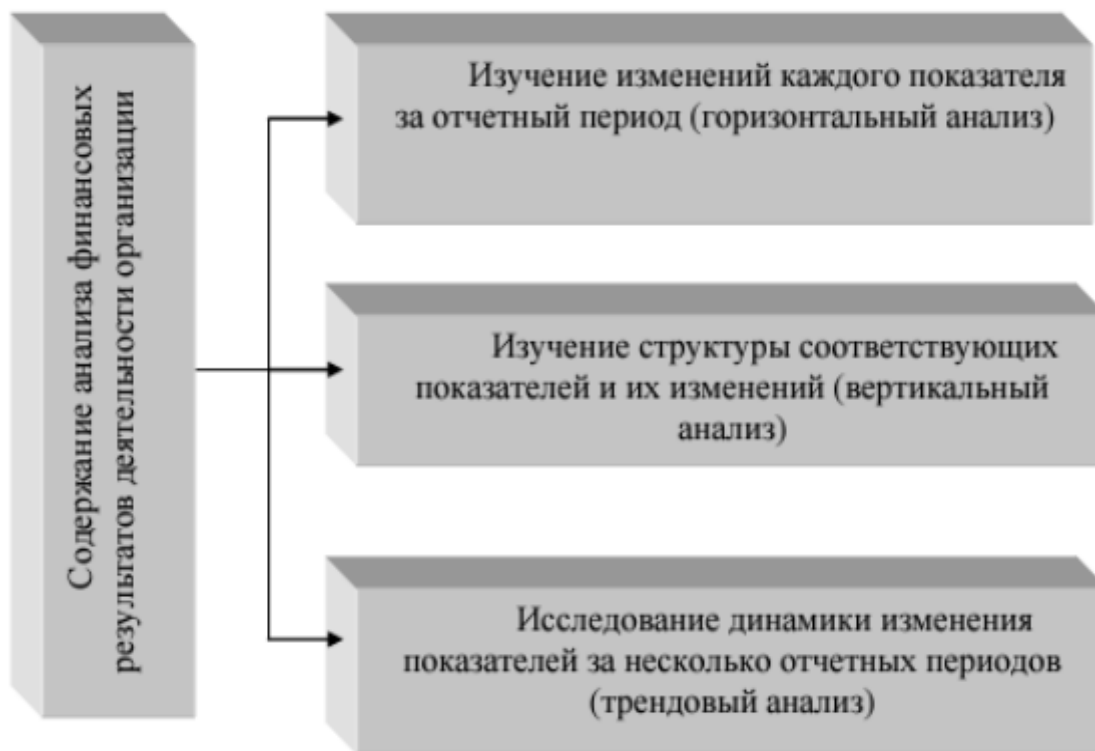 Содержание анализа финансовых
результатов деятельности организации
Изучение изменений каждого показателя
за отчетный период (горизонтальный анализ)
Изучение структуры соответствующих
показателей и их изменений (вертикальный
анализ)
Исследование динамики изменения
показателей за несколько отчетных периодов
(трендовый анализ)